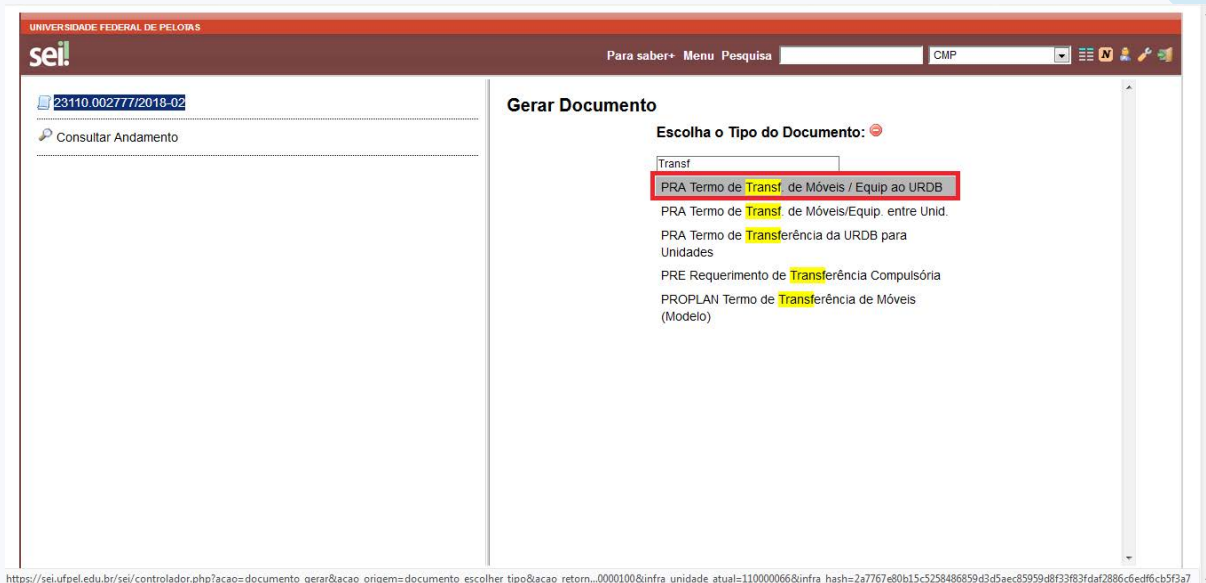 UNIVERSIDADE FEDERAL DE PELOTAS
sei!
Para saber+ Menu Pesquisa CMP
N
23110.002777/2018-02
Consultar Andamento
Gerar Documento
Escolha o Tipo do Documento:
Transf
PRA Termo de Transf. de Móveis / Equip ao URDB
PRA Termo de Transf. de Móveis/Equip. entre Unid.
PRA Termo de Transferência da URDB para
Unidades
PRE Requerimento de Transferência Compulsória
PROPLAN Termo de Transferência de Móveis
(Modelo)
https://sei.ufpel.edu.br/sei/controlador.php?acao=documento_gerar&acao_origem=documento_escolher_tipo&acao_retorn...0000100&infra_unidade_atual=110000066&infra_hash=2a7767e80b15c5258486859d3d5aec85959d8f33f83fdaf2886c6edf6cb5f3a7